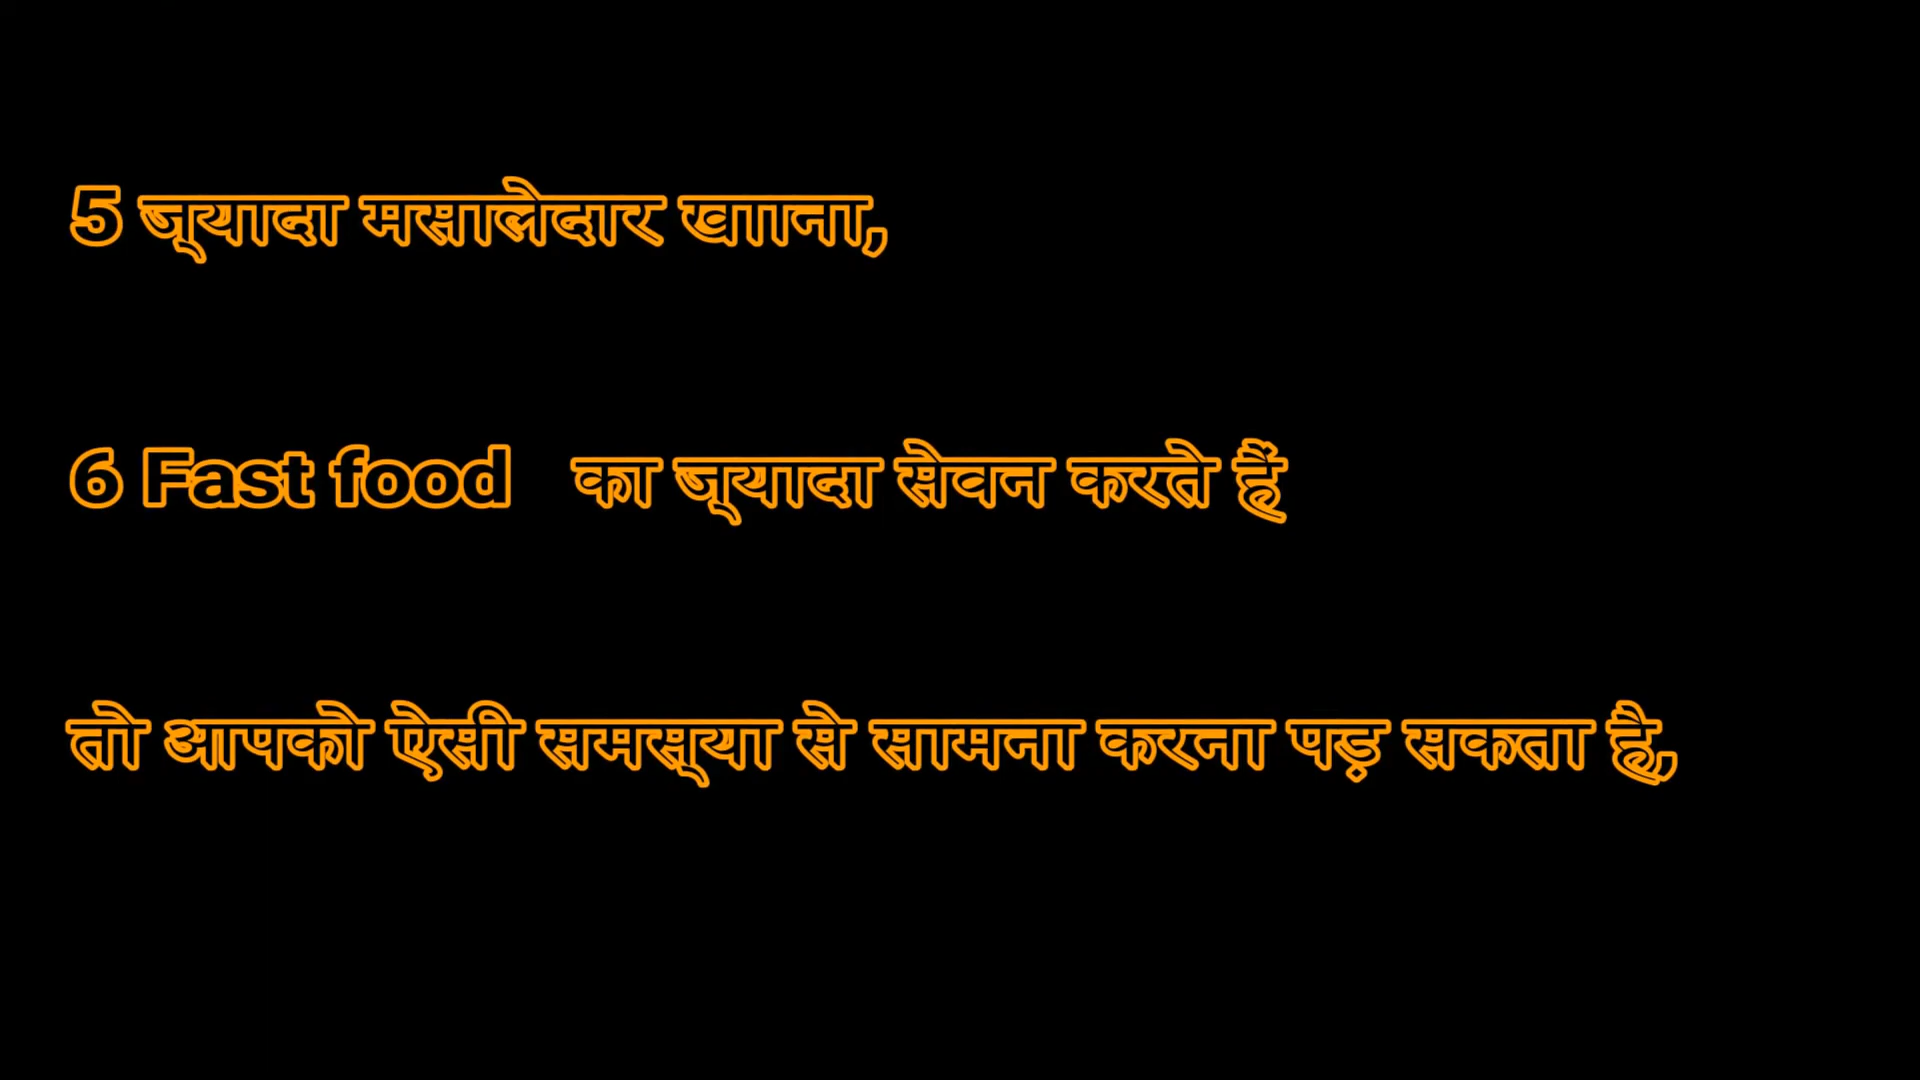 5 ज्यादा मसालेदार खााना,
6 Fast food का ज्यादा सेवन करते हैं
तो आपको ऐसी समस्या से सामना करना पड़ सकता है,